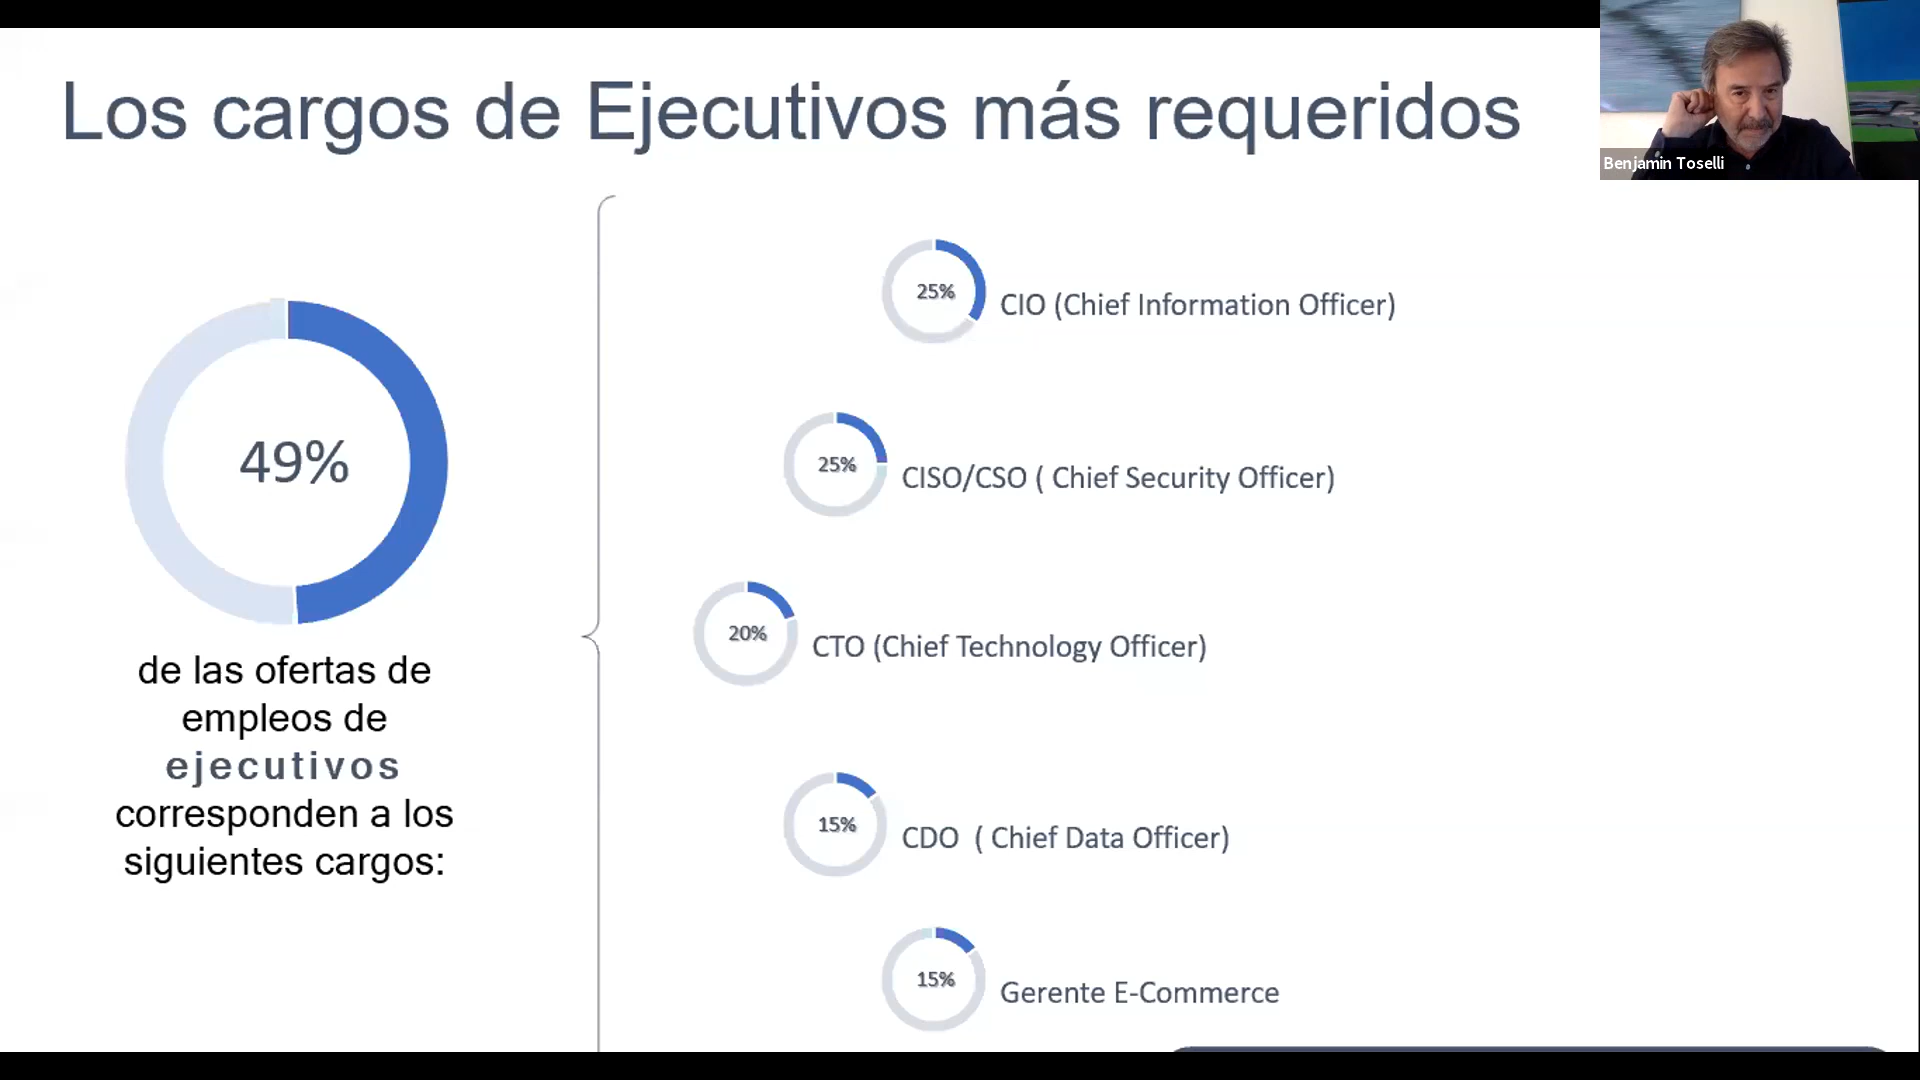 Los cargos de Ejecutivos más requeridos
Benjamin Toselli
49%
de las ofertas de
empleos de
ejecutivos
corresponden a los
siguientes cargos:
25%
CIO (Chief Information Officer)
25%
CISO/CSO ( Chief Security Officer)
20%
CTO (Chief Technology Officer)
15%
CDO ( Chief Data Officer)
15%
Gerente E-Commerce